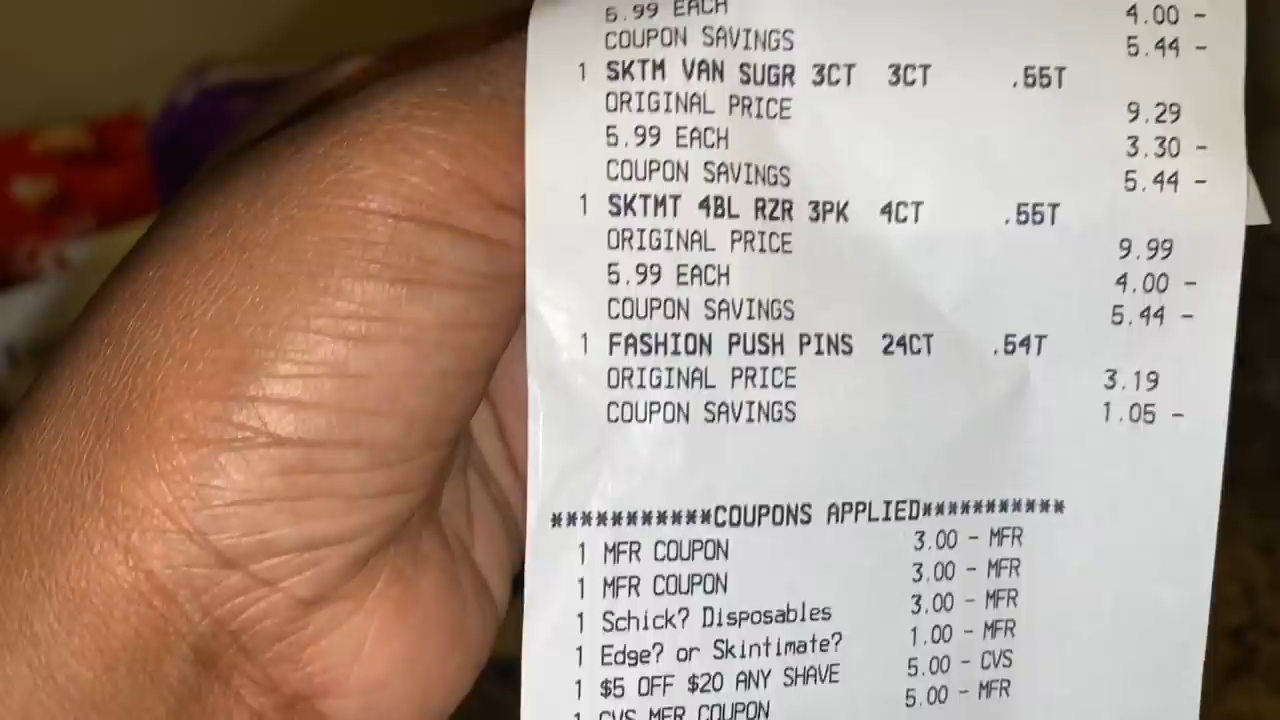 5.99 EACH 4.00 -
COUPON SAVINGS 5.44 -
1 SKTM VAN SUGR 3CT 3CT .55T
ORIGINAL PRICE 9.29
5.99 EACH 3.30 -
COUPON SAVINGS 5.44 -
1 SKTMT 4BL RZR 3PK 4CT .55T
ORIGINAL PRICE 9.99
5.99 EACH 4.00 -
COUPON SAVINGS 5.44 -
1 FASHION PUSH PINS 24CT .54T
ORIGINAL PRICE 3.19
COUPON SAVINGS 1.05 -
***********COUPONS APPLIED***********
1 MFR COUPON 3.00 - MFR
1 MFR COUPON 3.00 - MFR
1 Schick? Disposables 3.00 - MFR
1 Edge? or Skintimate? 1.00 - MFR
1 $5 OFF $20 ANY SHAVE 5.00 - CVS
1 CVS MFR COUPON 5.00 - MFR